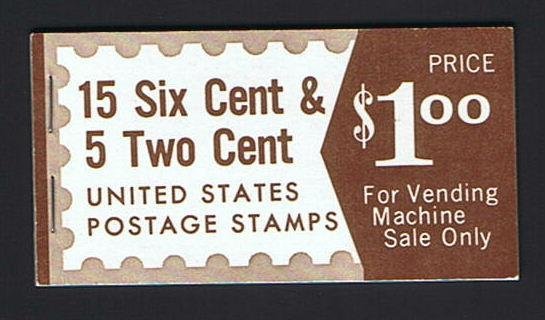 15 Six Cent &
5 Two Cent
UNITED STATES
POSTAGE STAMPS
PRICE
$1.00
For Vending
Machine
Sale Only